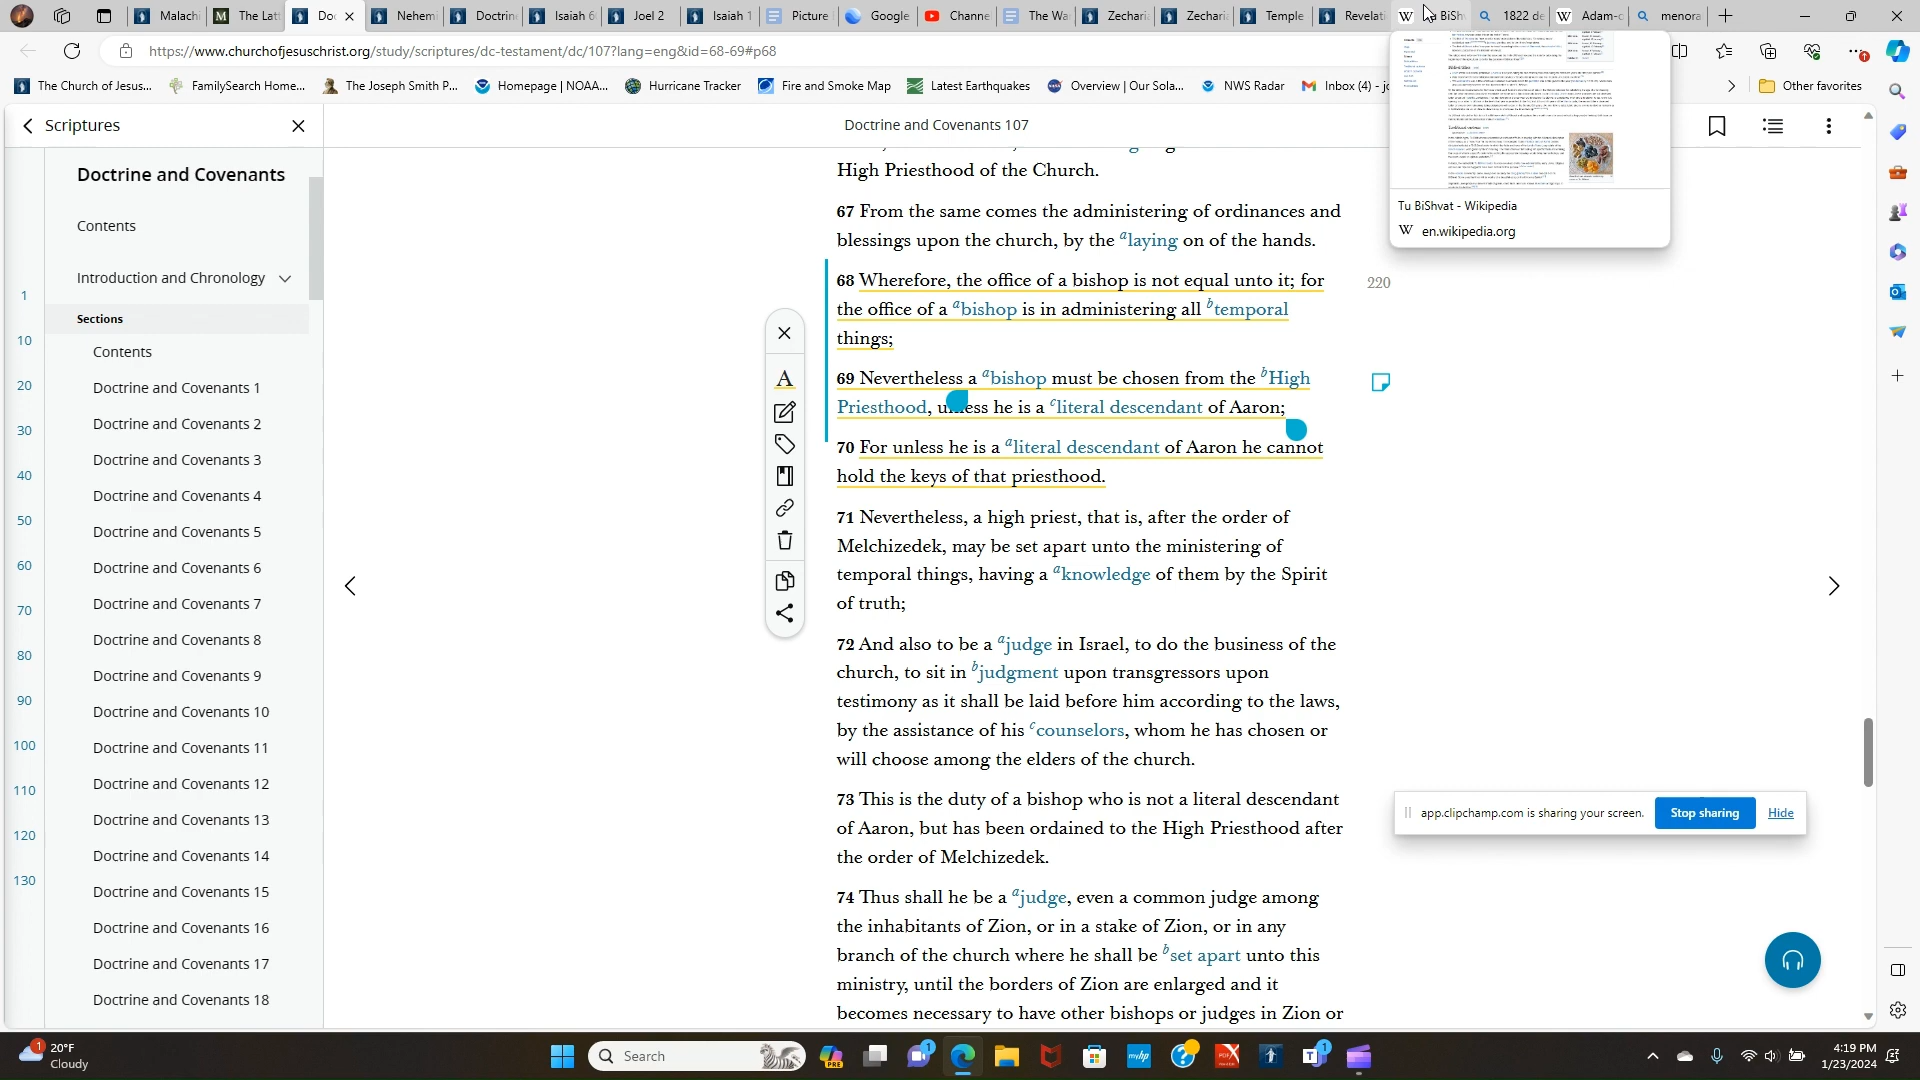 Malachi
The Latt
Doc
Nehemi
Doctrin
Isaiah 6
Joel 2
Isaiah 1
Picture
Google
Channe
The Wa
Zechari
Zechari
Temple
Revelati
BiShv
1822 de
Adam-c
menora
https://www.churchofjesuschrist.org/study/scriptures/dc-testament/dc/107?lang=eng&id=68-69#p68
The Church of Jesus...
FamilySearch Home...
The Joseph Smith P...
Homepage | NOAA...
Hurricane Tracker
Fire and Smoke Map
Latest Earthquakes
Overview | Our Sola...
NWS Radar
Inbox (4) - jo
Other favorites
Tu BiShvat - Wikipedia
en.wikipedia.org
Scriptures
Doctrine and Covenants 107
Doctrine and Covenants
Contents
Introduction and Chronology
Sections
Contents
Doctrine and Covenants 1
Doctrine and Covenants 2
Doctrine and Covenants 3
Doctrine and Covenants 4
Doctrine and Covenants 5
Doctrine and Covenants 6
Doctrine and Covenants 7
Doctrine and Covenants 8
Doctrine and Covenants 9
Doctrine and Covenants 10
Doctrine and Covenants 11
Doctrine and Covenants 12
Doctrine and Covenants 13
Doctrine and Covenants 14
Doctrine and Covenants 15
Doctrine and Covenants 16
Doctrine and Covenants 17
Doctrine and Covenants 18
1
10
20
30
40
50
60
70
80
90
100
110
120
130
High Priesthood of the Church.
67 From the same comes the administering of ordinances and
blessings upon the church, by the a laying on of the hands.
68 Wherefore, the office of a bishop is not equal unto it; for
the office of a a bishop is in administering all b temporal
things;
220
69 Nevertheless a a bishop must be chosen from the b High
Priesthood, unless he is a c literal descendant of Aaron;
70 For unless he is a a literal descendant of Aaron he cannot
hold the keys of that priesthood.
71 Nevertheless, a high priest, that is, after the order of
Melchizedek, may be set apart unto the ministering of
temporal things, having a a knowledge of them by the Spirit
of truth;
72 And also to be a a judge in Israel, to do the business of the
church, to sit in b judgment upon transgressors upon
testimony as it shall be laid before him according to the laws,
by the assistance of his c counselors, whom he has chosen or
will choose among the elders of the church.
73 This is the duty of a bishop who is not a literal descendant
of Aaron, but has been ordained to the High Priesthood after
the order of Melchizedek.
74 Thus shall he be a a judge, even a common judge among
the inhabitants of Zion, or in a stake of Zion, or in any
branch of the church where he shall be b set apart unto this
ministry, until the borders of Zion are enlarged and it
becomes necessary to have other bishops or judges in Zion or
A
app.clipchamp.com is sharing your screen.
Stop sharing
Hide
1
20°F
Cloudy
Search
PRE
1
myhp
1
4:19 PM
1/23/2024